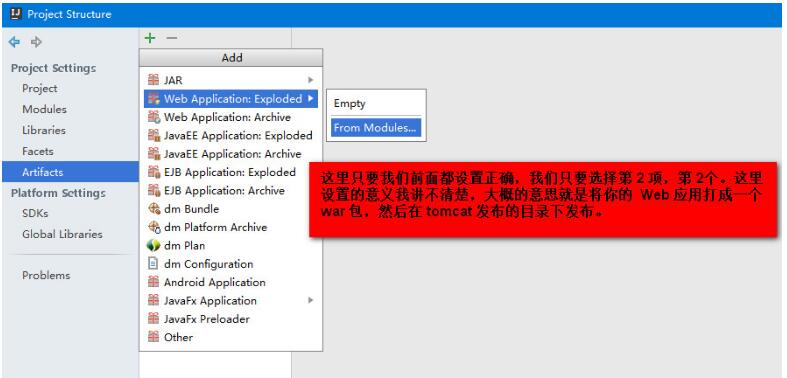 Project Structure
Project Settings
Project
Modules
Libraries
Facets
Artifacts
Platform Settings
SDKs
Global Libraries
Problems
Add
JAR
Web Application: Exploded
Web Application: Archive
JavaEE Application: Exploded
JavaEE Application: Archive
EJB Application: Exploded
EJB Application: Archive
dm Bundle
dm Platform Archive
dm Plan
dm Configuration
Android Application
JavaFx Application
JavaFx Preloader
Other
Empty
From Modules...
这里只要我们前面都设置正确，我们只要选择第 2 项，第 2个。这里
设置的意义我讲不清楚，大概的意思就是将你的 Web 应用打成一个
war 包，然后在 tomcat 发布的目录下发布。